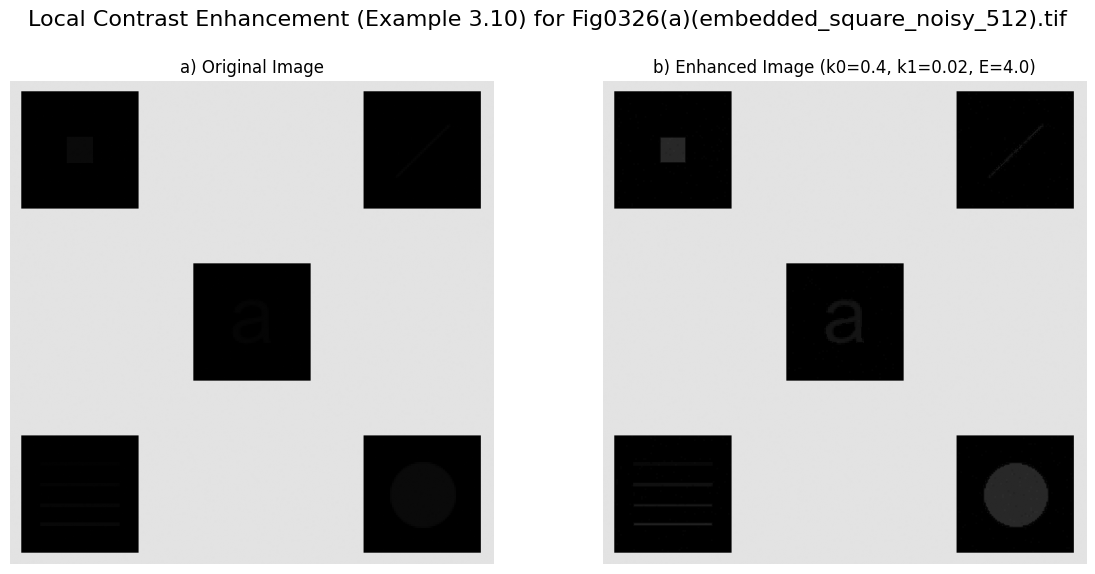 Local Contrast Enhancement (Example 3.10) for Fig0326(a)(embedded_square_noisy_512).tif
a) Original Image
b) Enhanced Image (k0=0.4, k1=0.02, E=4.0)
a
a